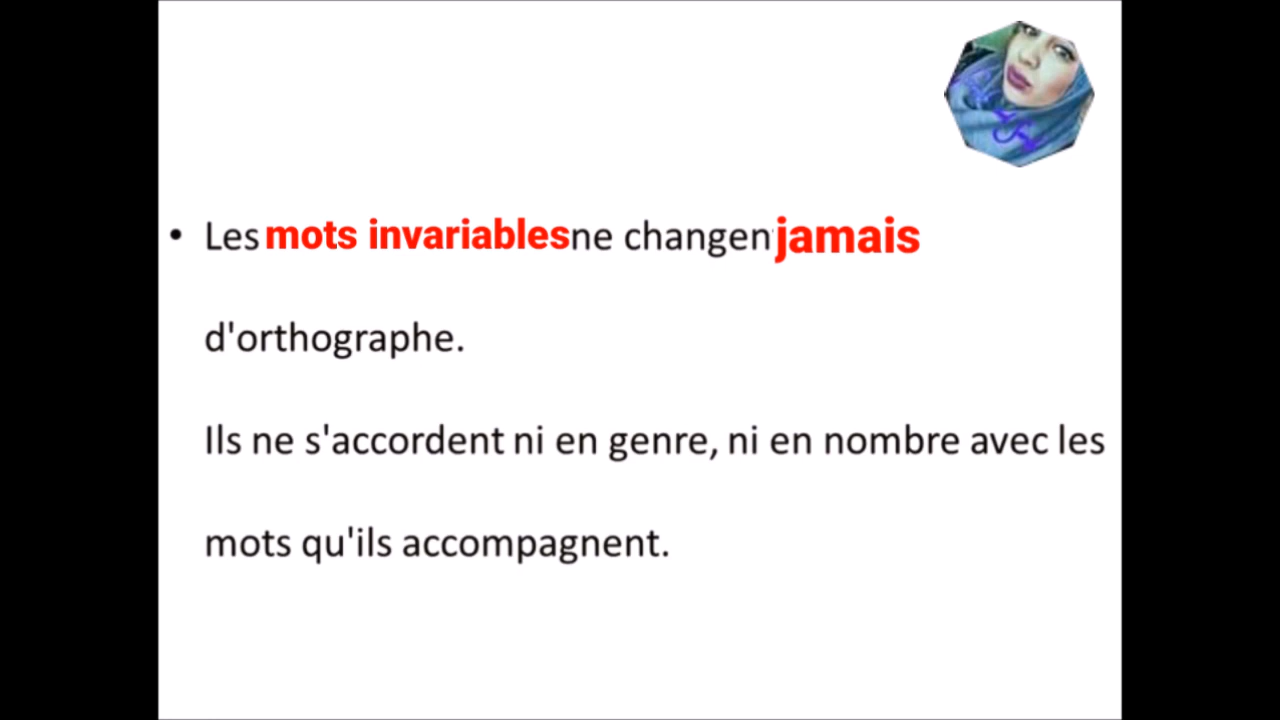 • Les mots invariables ne changen jamais
d'orthographe.
Ils ne s'accordent ni en genre, ni en nombre avec les
mots qu'ils accompagnent.